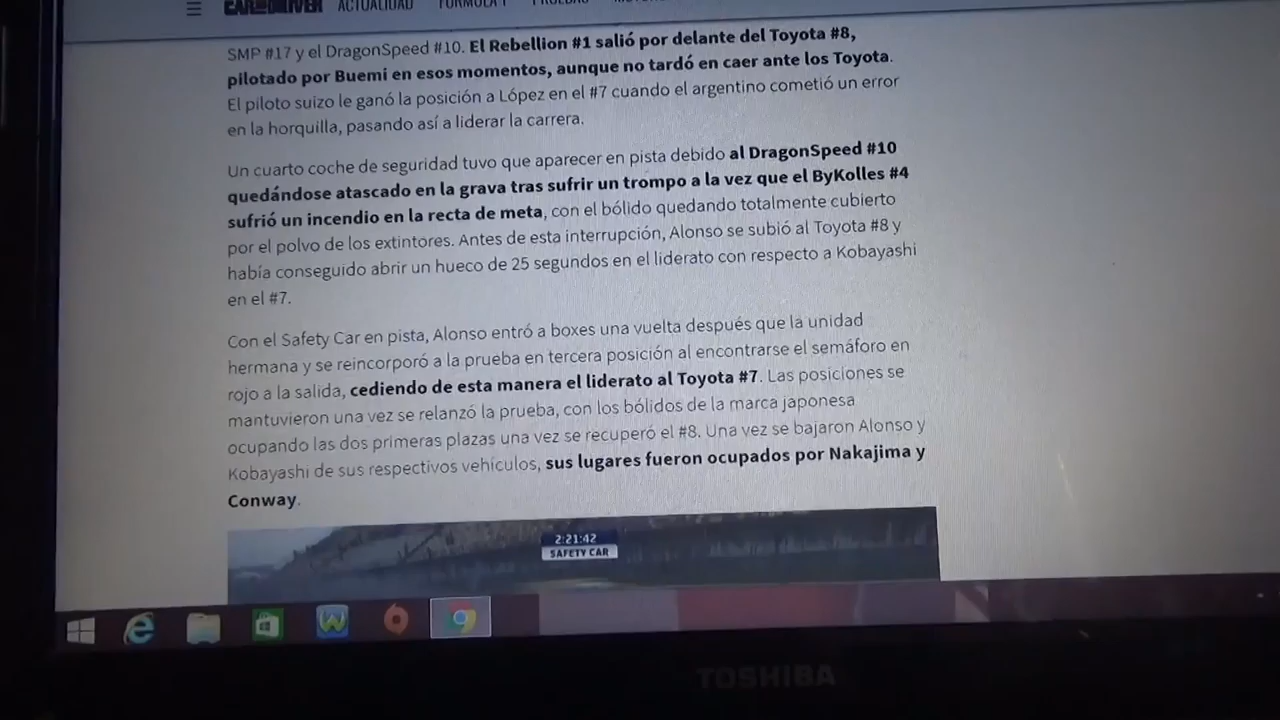 CAR AND DRIVER ACTUALIDAD FÓRMULA 1 PRUEBAS
SMP #17 y el DragonSpeed #10. El Rebellion #1 salió por delante del Toyota #8,
pilotado por Buemi en esos momentos, aunque no tardó en caer ante los Toyota.
El piloto suizo le ganó la posición a López en el #7 cuando el argentino cometió un error
en la horquilla, pasando así a liderar la carrera.
Un cuarto coche de seguridad tuvo que aparecer en pista debido al DragonSpeed #10
quedándose atascado en la grava tras sufrir un trompo a la vez que el ByKolles #4
sufrió un incendio en la recta de meta, con el bólido quedando totalmente cubierto
por el polvo de los extintores. Antes de esta interrupción, Alonso se subió al Toyota #8 y
había conseguido abrir un hueco de 25 segundos en el liderato con respecto a Kobayashi
en el #7.
Con el Safety Car en pista, Alonso entró a boxes una vuelta después que la unidad
hermana y se reincorporó a la prueba en tercera posición al encontrarse el semáforo en
rojo a la salida, cediendo de esta manera el liderato al Toyota #7. Las posiciones se
mantuvieron una vez se relanzó la prueba, con los bólidos de la marca japonesa
ocupando las dos primeras plazas una vez se recuperó el #8. Una vez se bajaron Alonso y
Kobayashi de sus respectivos vehículos, sus lugares fueron ocupados por Nakajima y
Conway.
2:21:42
SAFETY CAR
TOSHIBA